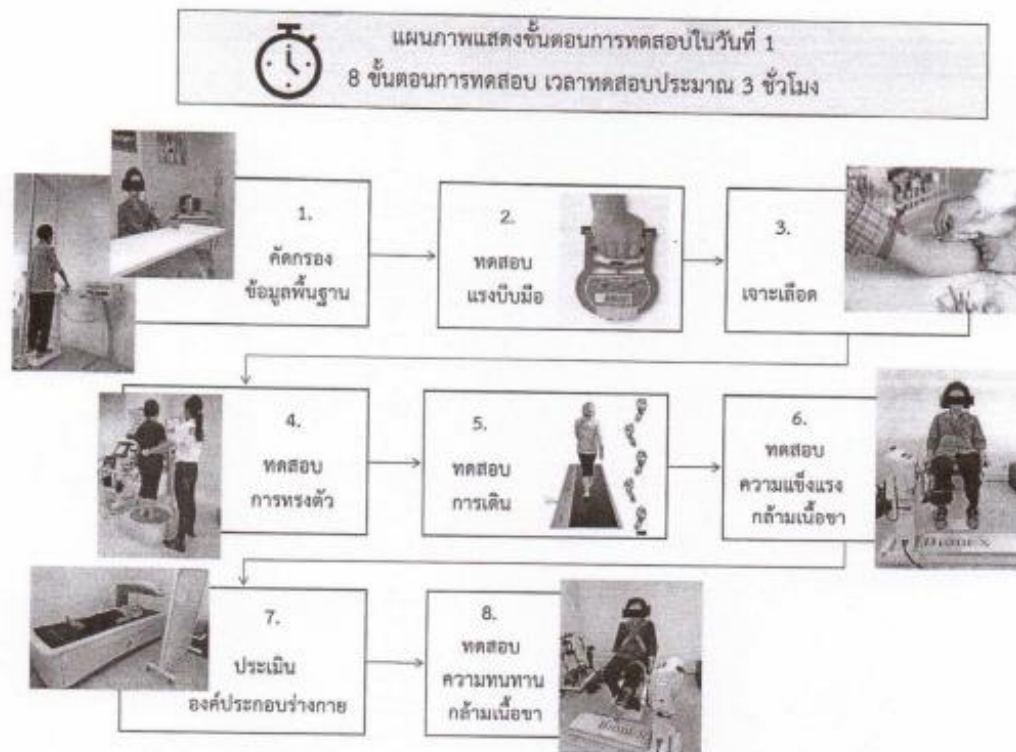 แผนภาพแสดงขั้นตอนการทดสอบในวันที่ 1
8 ขั้นตอนการทดสอบ เวลาทดสอบประมาณ 3 ชั่วโมง
1.
คัดกรอง
ข้อมูลพื้นฐาน
2.
ทดสอบ
แรงบีบมือ
3.
เจาะเลือด
4.
ทดสอบ
การทรงตัว
5.
ทดสอบ
การเดิน
6.
ทดสอบ
ความแข็งแรง
กล้ามเนื้อขา
BIODEX
7.
ประเมิน
องค์ประกอบร่างกาย
8.
ทดสอบ
ความทนทาน
กล้ามเนื้อขา
BIODEX